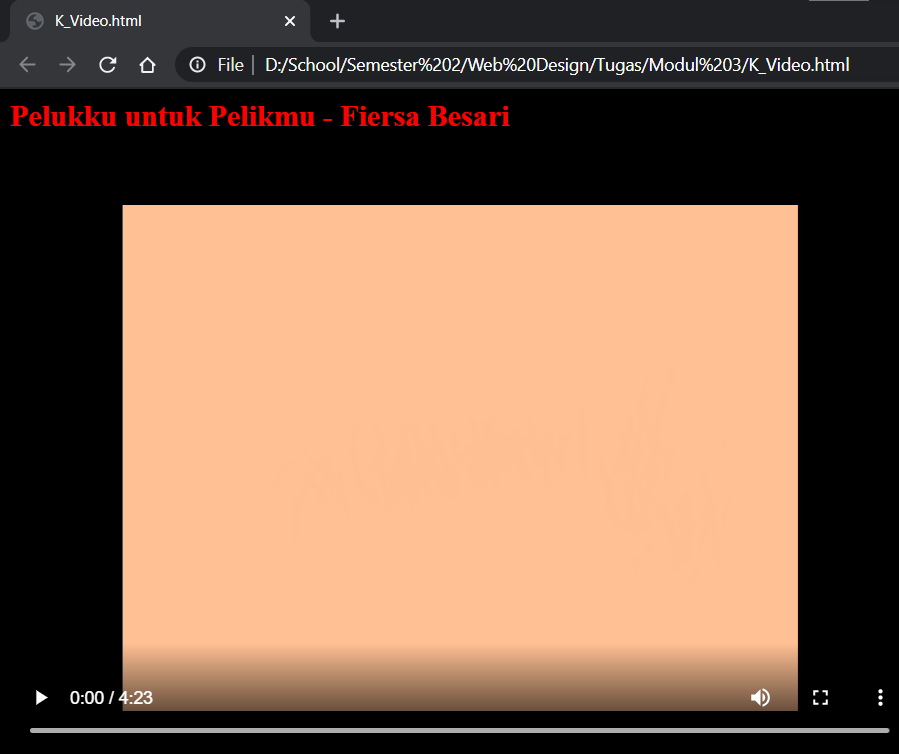 K_Video.html
File | D:/School/Semester%202/Web%20Design/Tugas/Modul%203/K_Video.html
Pelukku untuk Pelikmu - Fiersa Besari
0:00 / 4:23